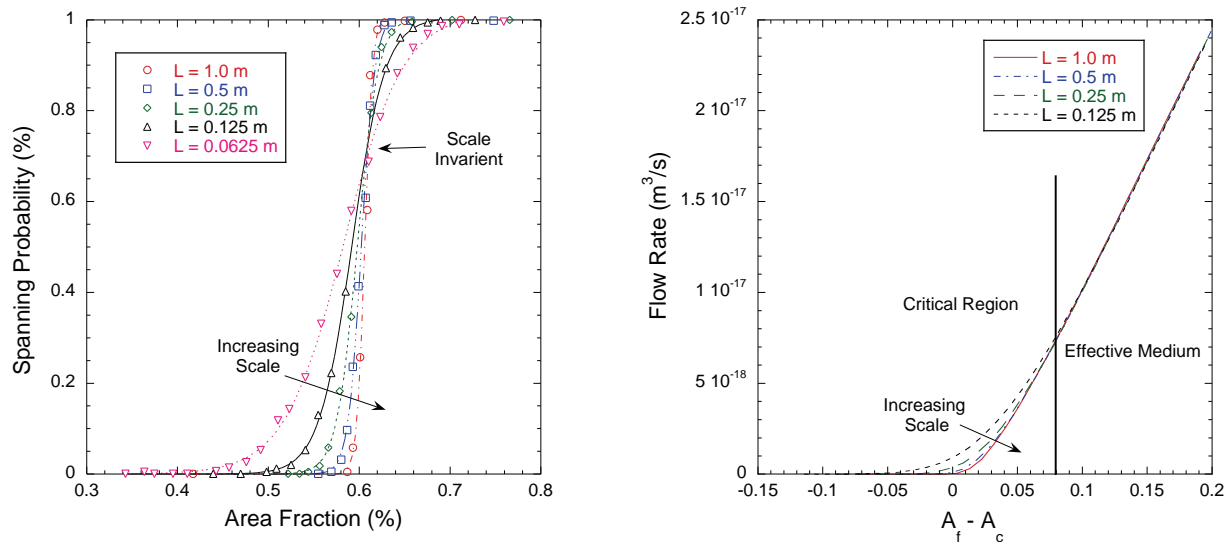 1
0.8
0.6
0.4
0.2
0
Spanning Probability (%)
L = 1.0 m
L = 0.5 m
L = 0.25 m
L = 0.125 m
L = 0.0625 m
Scale
Invarient
Increasing
Scale
0.3
0.4
0.5
0.6
0.7
0.8
Area Fraction (%)
2.5 10^-17
2 10^-17
1.5 10^-17
1 10^-17
5 10^-18
0
Flow Rate (m^3/s)
L = 1.0 m
L = 0.5 m
L = 0.25 m
L = 0.125 m
Critical Region
Effective Medium
Increasing
Scale
-0.15
-0.1
-0.05
0
0.05
0.1
0.15
0.2
A_f - A_c